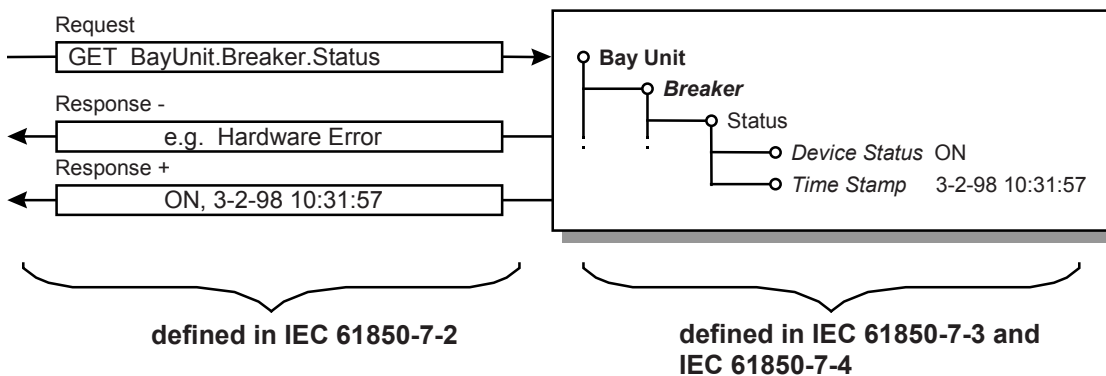 Request
GET BayUnit.Breaker.Status
Response -
e.g. Hardware Error
Response +
ON, 3-2-98 10:31:57
Bay Unit
Breaker
Status
Device Status ON
Time Stamp 3-2-98 10:31:57
defined in IEC 61850-7-2
defined in IEC 61850-7-3 and
IEC 61850-7-4